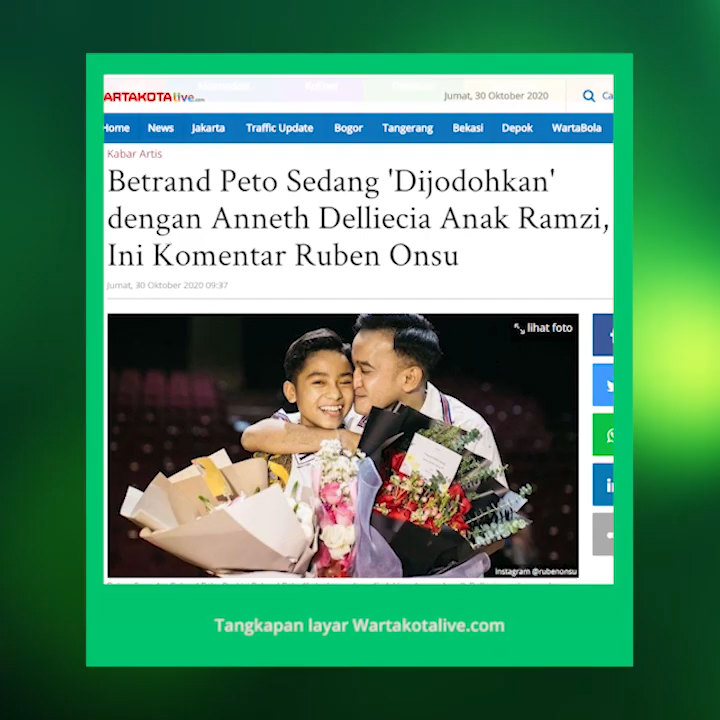 ARTAKOTAlive.com
Jumat, 30 Oktober 2020
Home News Jakarta Traffic Update Bogor Tangerang Bekasi Depok WartaBola
Kabar Artis
Betrand Peto Sedang 'Dijodohkan'
dengan Anneth Delliecia Anak Ramzi,
Ini Komentar Ruben Onsu
Jumat, 30 Oktober 2020 09:37
lihat foto
Instagram @rubenonsu
Tangkapan layar Wartakotalive.com